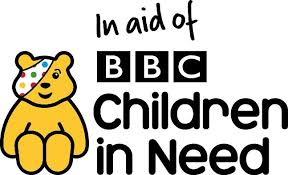 In aid of
BBC
Children
in Need